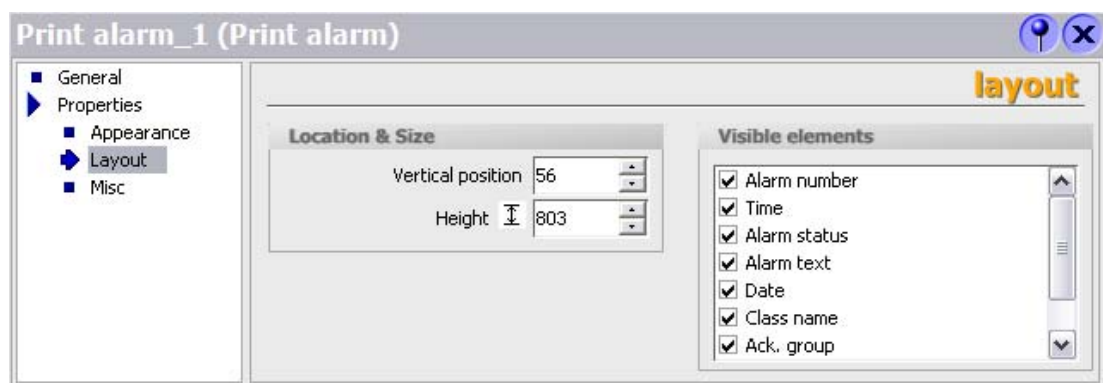 Print alarm_1 (Print alarm)
General
Properties
Appearance
Layout
Misc
layout
Location & Size
Vertical position 56
Height 803
Visible elements
Alarm number
Time
Alarm status
Alarm text
Date
Class name
Ack. group